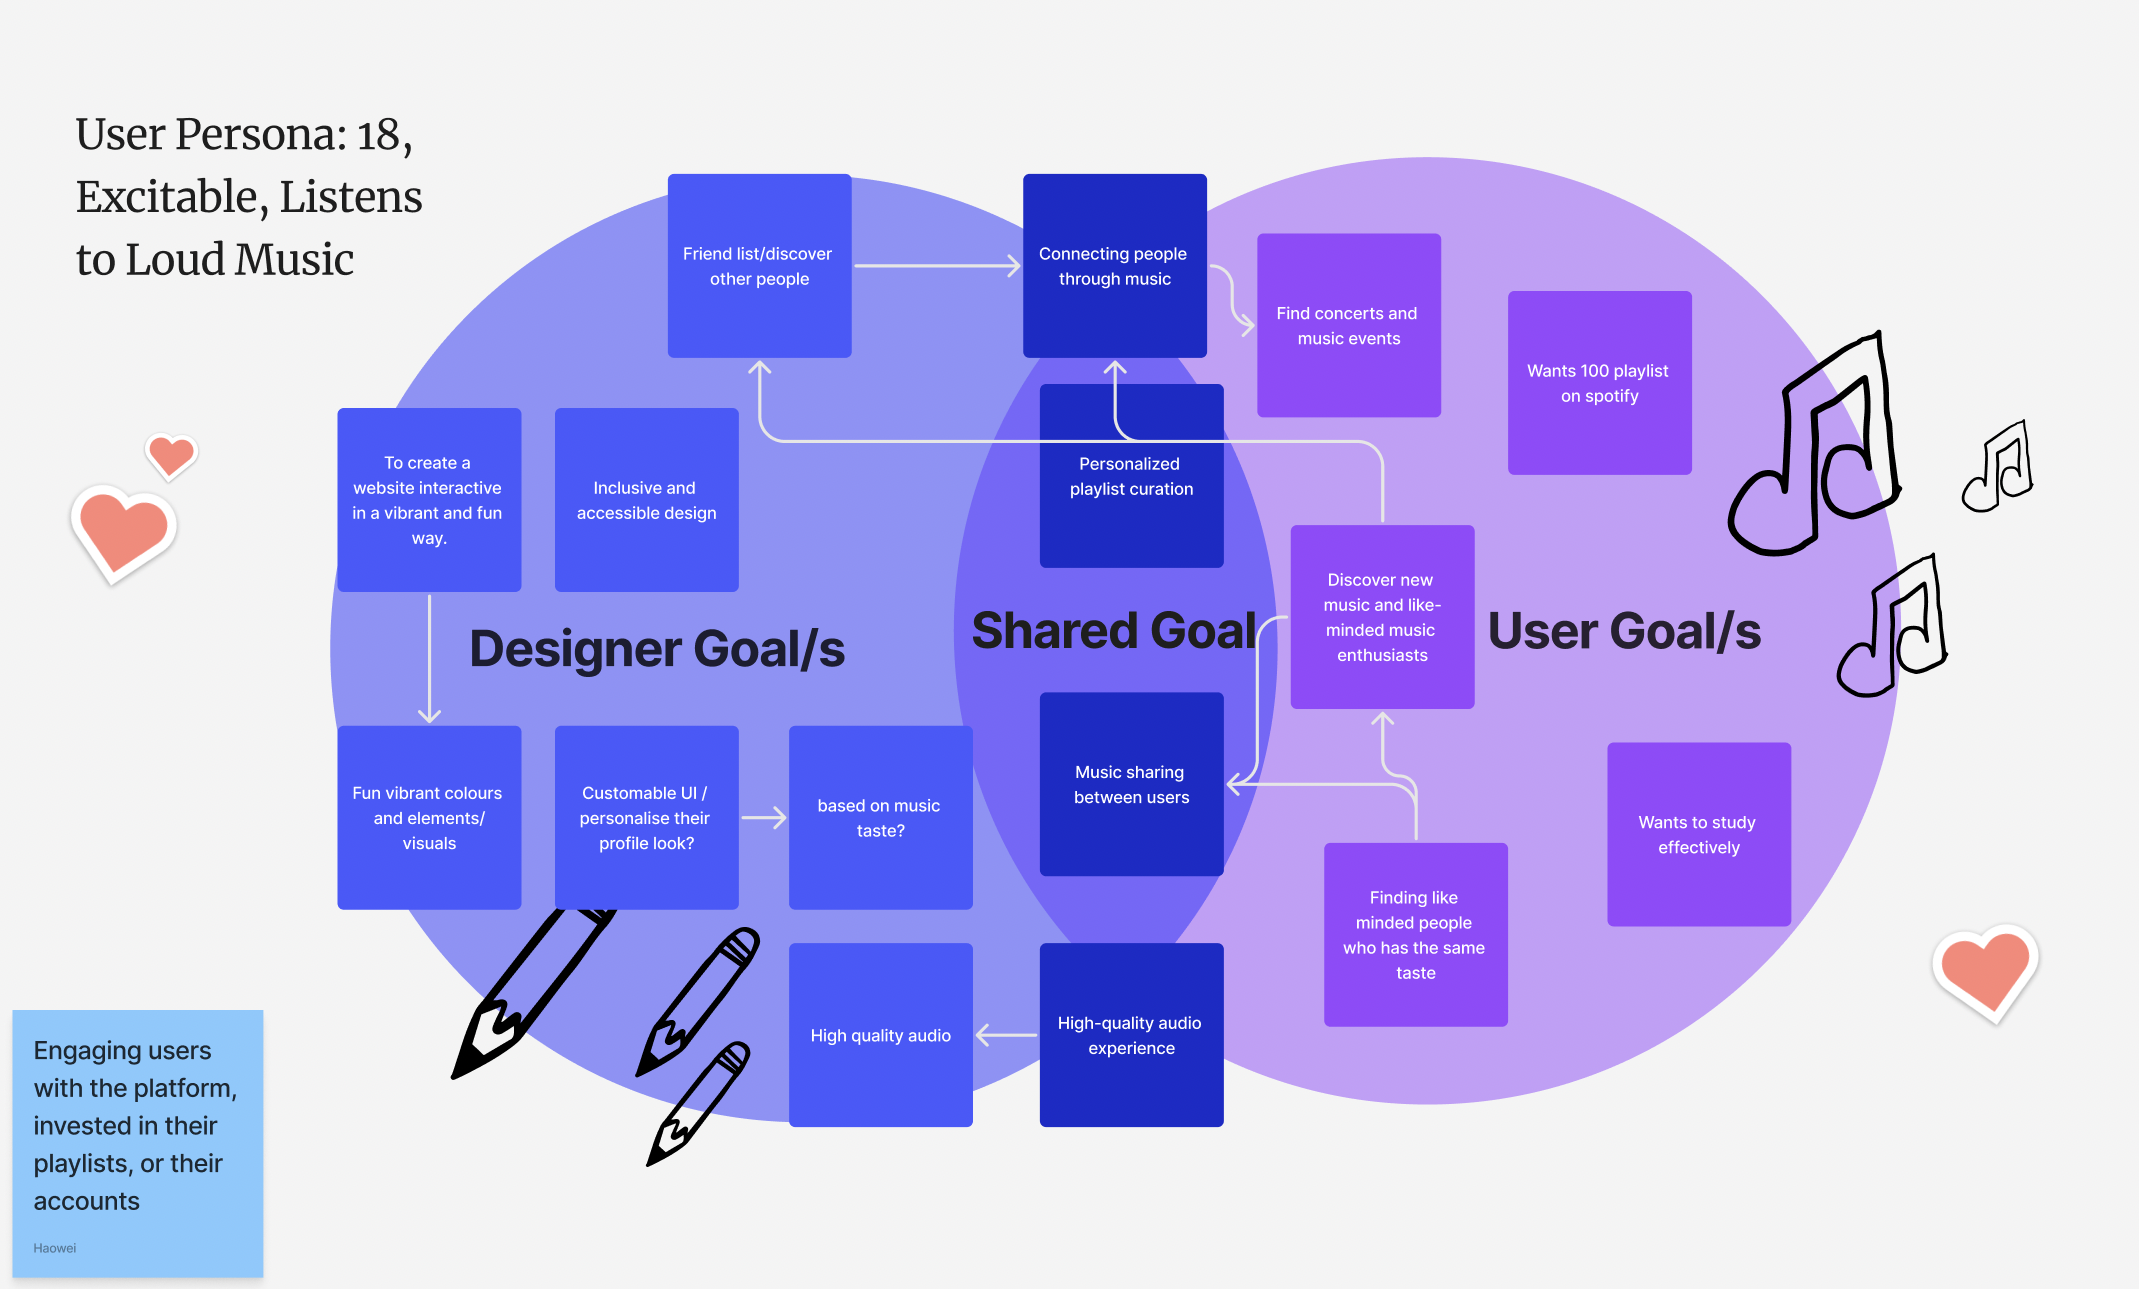 User Persona: 18,
Excitable, Listens
to Loud Music
Friend list/discover
other people
Connecting people
through music
Find concerts and
music events
Wants 100 playlist
on spotify
To create a
website interactive
in a vibrant and fun
way.
Inclusive and
accessible design
Personalized
playlist curation
Discover new
music and like-
minded music
enthusiasts
Designer Goal/s
Shared Goal
User Goal/s
Fun vibrant colours
and elements/
visuals
Customable UI /
personalise their
profile look?
based on music
taste?
Music sharing
between users
Wants to study
effectively
Finding like
minded people
who has the same
taste
High quality audio
High-quality audio
experience
Engaging users
with the platform,
invested in their
playlists, or their
accounts
Haowei